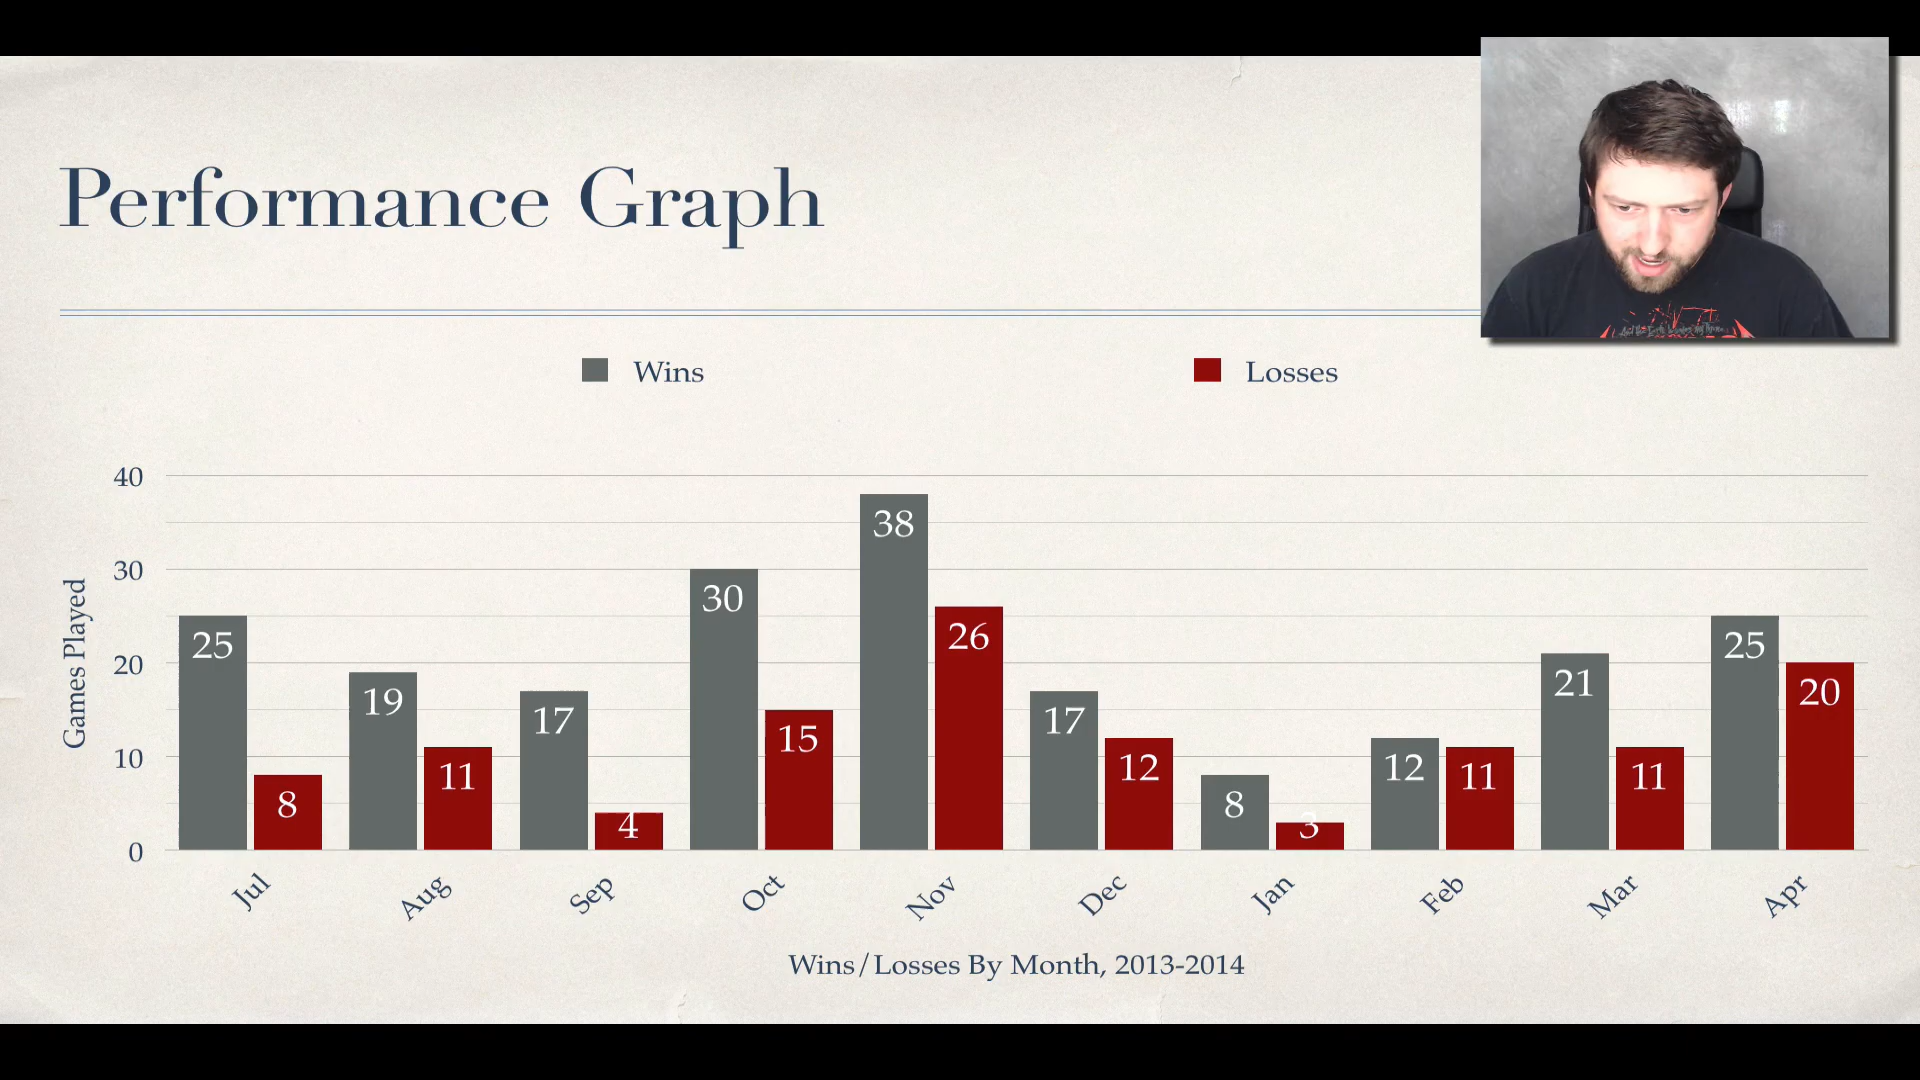 Performance Graph
Wins
Losses
40
30
20
10
0
Games Played
25
8
19
11
17
4
30
15
38
26
17
12
8
3
12
11
21
11
25
20
Jul
Aug
Sep
Oct
Nov
Dec
Jan
Feb
Mar
Apr
Wins/Losses By Month, 2013-2014